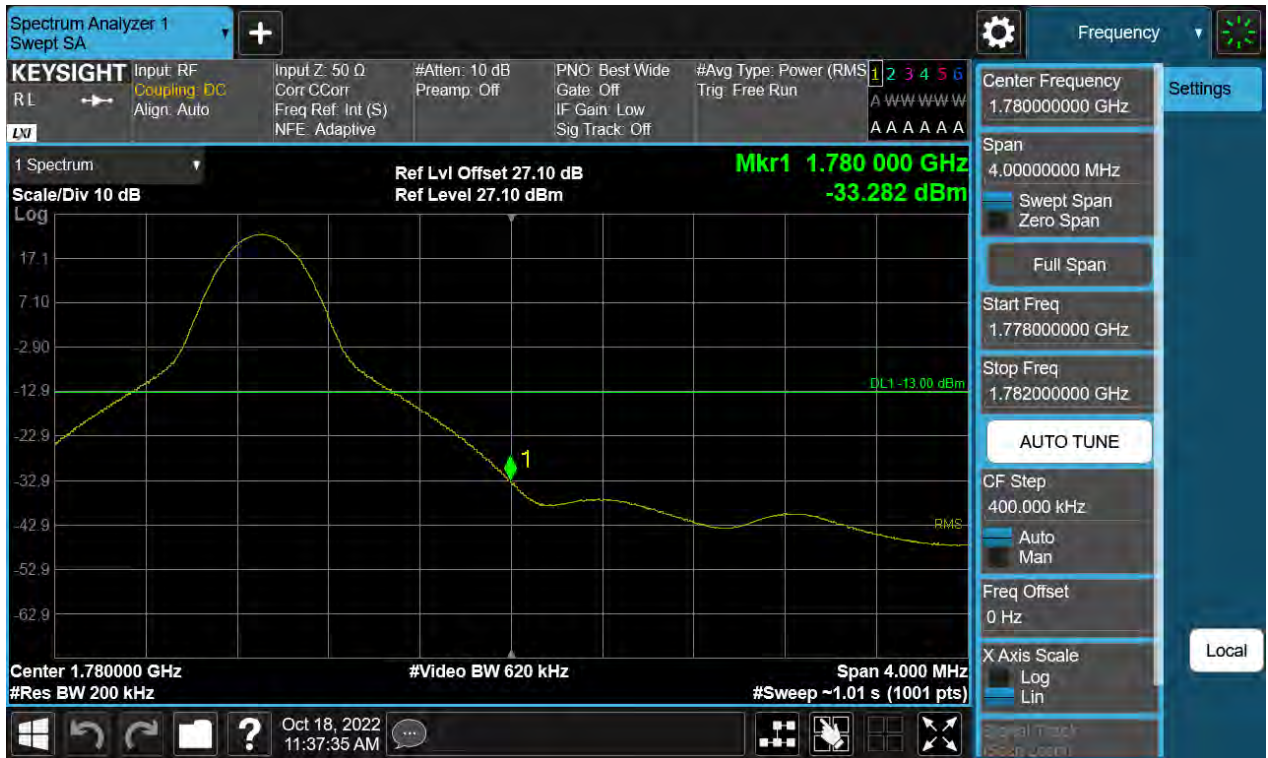 Spectrum Analyzer 1
Swept SA
+
Frequency
KEYSIGHT
R L
LXI
Input: RF
Coupling: DC
Align: Auto
Input Z: 50 Ω
Corr CCorr
Freq Ref: Int (S)
NFE: Adaptive
#Atten: 10 dB
Preamp: Off
PNO: Best Wide
Gate: Off
IF Gain: Low
Sig Track: Off
#Avg Type: Power (RMS
Trig: Free Run
1 2 3 4 5 6
A W W W W W
A A A A A A
1 Spectrum
Scale/Div 10 dB
Log
Ref Lvl Offset 27.10 dB
Ref Level 27.10 dBm
Mkr1 1.780 000 GHz
-33.282 dBm
17.1
7.10
-2.90
-12.9
-22.9
-32.9
-42.9
-52.9
-62.9
DL1 -13.00 dBm
1
RMS
Center 1.780000 GHz
#Res BW 200 kHz
#Video BW 620 kHz
Span 4.000 MHz
#Sweep ~1.01 s (1001 pts)
Center Frequency
1.780000000 GHz
Span
4.00000000 MHz
Swept Span
Zero Span
Full Span
Start Freq
1.778000000 GHz
Stop Freq
1.782000000 GHz
AUTO TUNE
CF Step
400.000 kHz
Auto
Man
Freq Offset
0 Hz
X Axis Scale
Log
Lin
Signal Track
(Span Zoom)
Settings
Local
?
Oct 18, 2022
11:37:35 AM